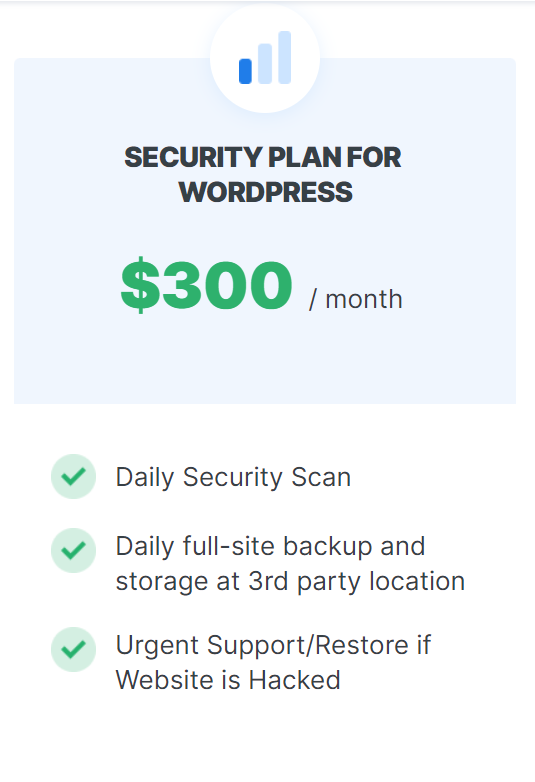 SECURITY PLAN FOR
WORDPRESS
$300 / month
Daily Security Scan
Daily full-site backup and
storage at 3rd party location
Urgent Support/Restore if
Website is Hacked